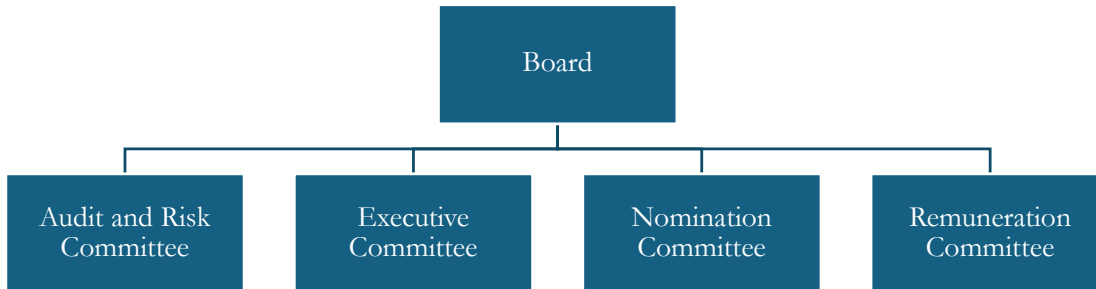 Board
Audit and Risk
Committee
Executive
Committee
Nomination
Committee
Remuneration
Committee